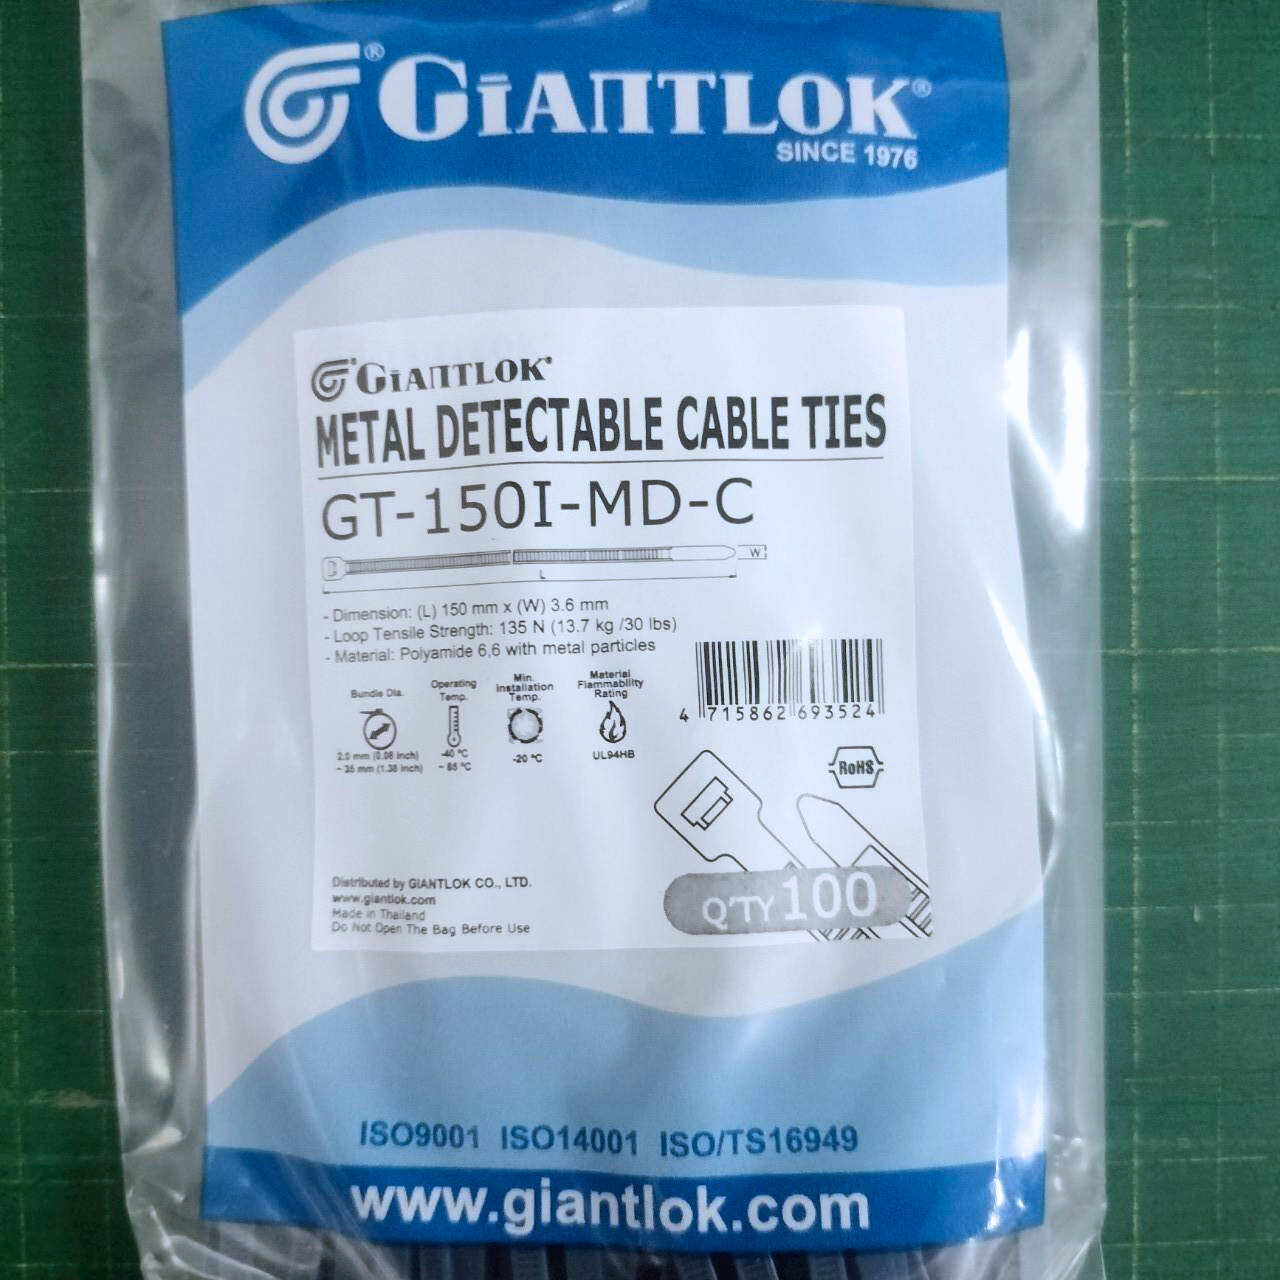 ® GIANTLOK®
SINCE 1976
® GIANTLOK®
METAL DETECTABLE CABLE TIES
GT-150I-MD-C
W
L
- Dimension: (L) 150 mm x (W) 3.6 mm
- Loop Tensile Strength: 135 N (13.7 kg /30 lbs)
- Material: Polyamide 6,6 with metal particles
Bundle Dia.
2.0 mm (0.08 inch)
~ 35 mm (1.38 inch)
Operating
Temp.
-40 °C
~ 85 °C
Min.
Installation
Temp.
-20 °C
Material
Flammability
Rating
UL94HB
4 715862 693524
RoHS
Distributed by GIANTLOK CO., LTD.
www.giantlok.com
Made in Thailand
Do Not Open The Bag Before Use
Q'TY 100
ISO9001 ISO14001 ISO/TS16949
www.giantlok.com